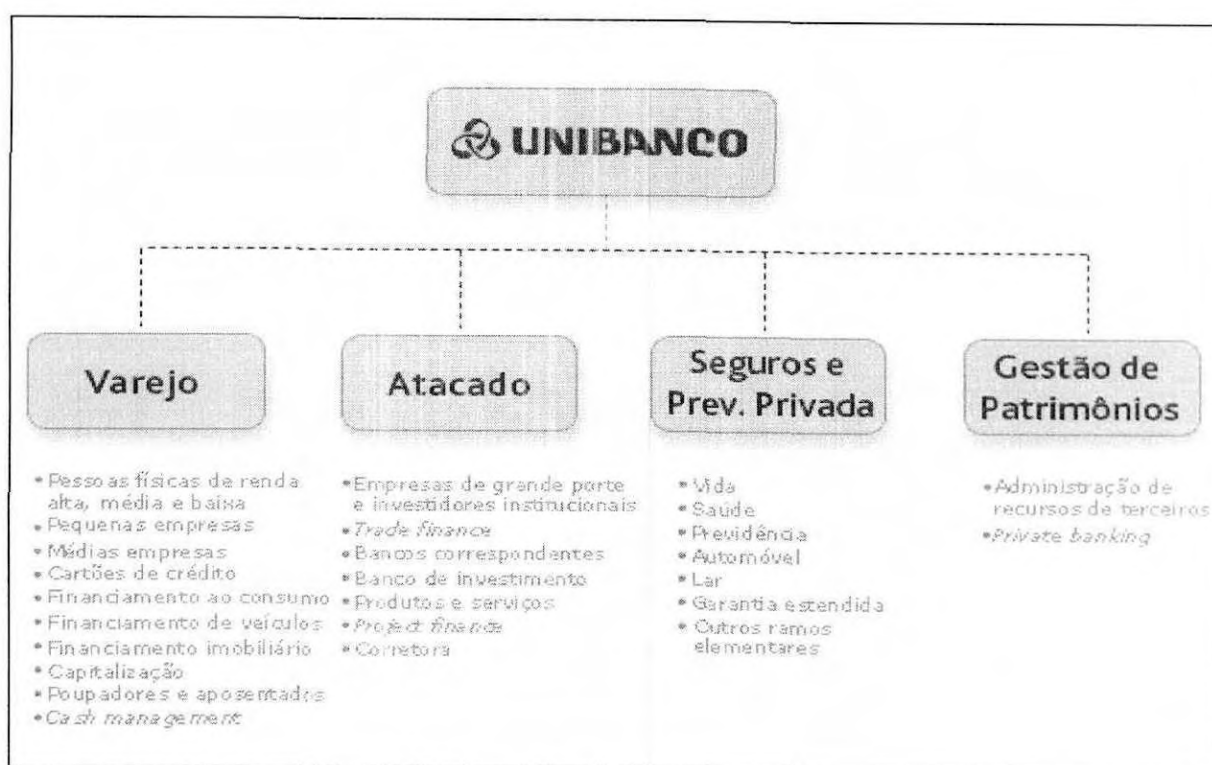 UNIBANCO
Varejo
• Pessoas físicas de renda
alta, média e baixa
• Pequenas empresas
• Médias empresas
• Cartões de crédito
• Financiamento ao consumo
• Financiamento de veículos
• Financiamento imobiliário
• Capitalização
• Poupadores e aposentados
• Cash management
Atacado
• Empresas de grande porte
e investidores institucionais
• Trade finance
• Bancos correspondentes
• Banco de investimento
• Produtos e serviços
• Project finance
• Corretora
Seguros e
Prev. Privada
• Vida
• Saúde
• Previdência
• Automóvel
• Lar
• Garantia estendida
• Outros ramos
elementares
Gestão de
Patrimônios
• Administração de
recursos de terceiros
• Private banking